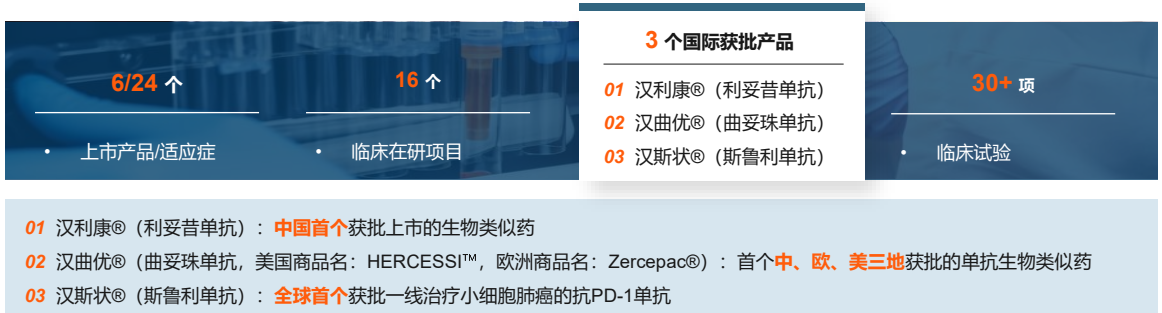 6/24 个
• 上市产品/适应症
16 个
• 临床在研项目
3 个国际获批产品
01 汉利康®（利妥昔单抗）
02 汉曲优®（曲妥珠单抗）
03 汉斯状®（斯鲁利单抗）
30+ 项
• 临床试验
01 汉利康®（利妥昔单抗）: 中国首个获批上市的生物类似药
02 汉曲优®（曲妥珠单抗，美国商品名：HERCESSI™，欧洲商品名：Zercepac®）: 首个中、欧、美三地获批的单抗生物类似药
03 汉斯状®（斯鲁利单抗）: 全球首个获批一线治疗小细胞肺癌的抗PD-1单抗